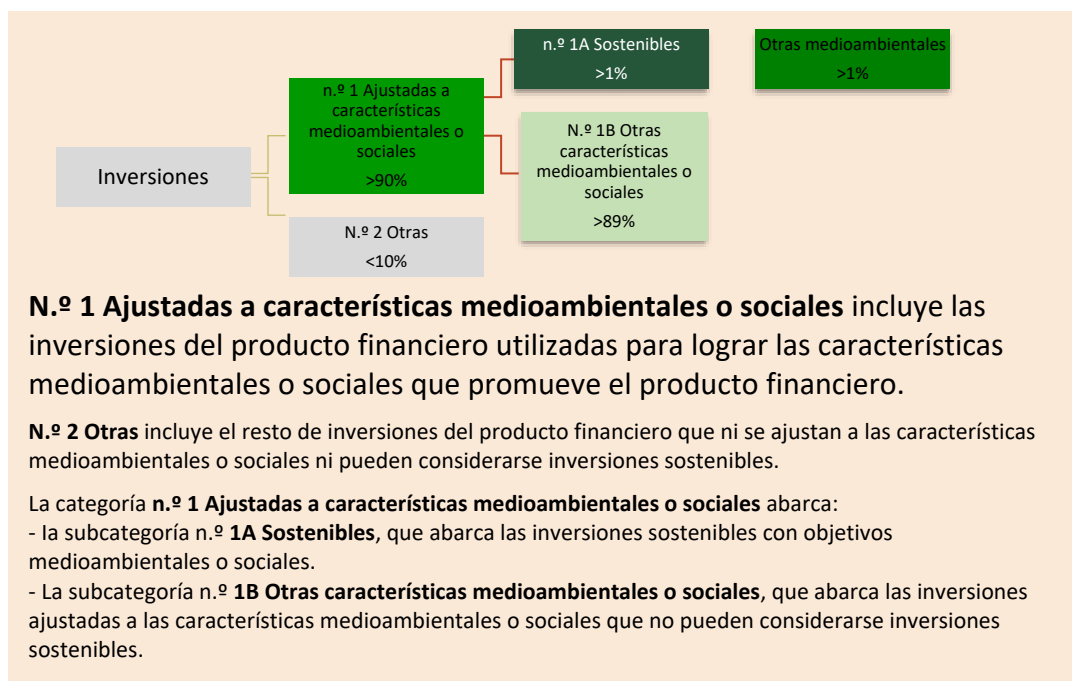 n.º 1A Sostenibles
>1%
Otras medioambientales
>1%
n.º 1 Ajustadas a
características
medioambientales o
sociales
>90%
N.º 1B Otras
características
medioambientales o
sociales
>89%
Inversiones
N.º 2 Otras
<10%
N.º 1 Ajustadas a características medioambientales o sociales incluye las
inversiones del producto financiero utilizadas para lograr las características
medioambientales o sociales que promueve el producto financiero.
N.º 2 Otras incluye el resto de inversiones del producto financiero que ni se ajustan a las características
medioambientales o sociales ni pueden considerarse inversiones sostenibles.
La categoría n.º 1 Ajustadas a características medioambientales o sociales abarca:
- la subcategoría n.º 1A Sostenibles, que abarca las inversiones sostenibles con objetivos
medioambientales o sociales.
- La subcategoría n.º 1B Otras características medioambientales o sociales, que abarca las inversiones
ajustadas a las características medioambientales o sociales que no pueden considerarse inversiones
sostenibles.